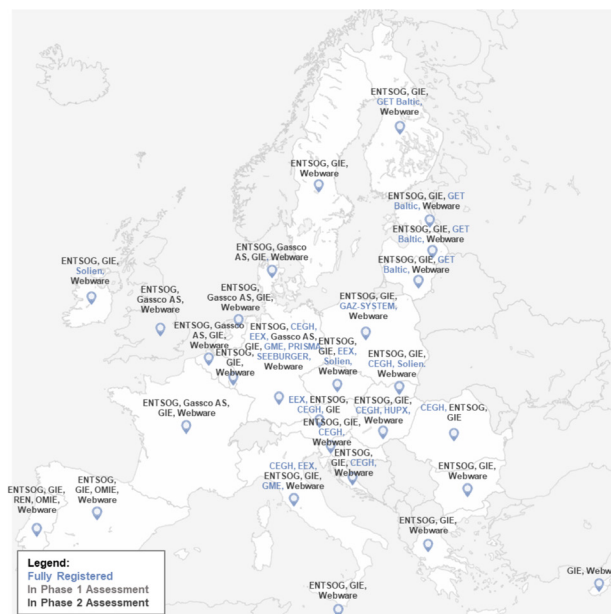 ENTSOG, GIE,
GET Baltic,
Webware
ENTSOG, GIE,
Webware
ENTSOG, GIE, GET
Baltic, Webware
ENTSOG, GIE, GET
Baltic, Webware
ENTSOG, GIE, GET
Baltic, Webware
ENTSOG, Gassco
AS, GIE, Webware
ENTSOG, GIE,
Solien,
Webware
ENTSOG,
Gassco AS,
Webware
ENTSOG,
Gassco AS, GIE,
Webware
ENTSOG, GIE,
GAZ-SYSTEM,
Webware
ENTSOG, Gassco
AS, GIE,
Webware
ENTSOG,
GIE,
Webware
ENTSOG, CEGH,
EEX, Gassco AS,
GIE, GME, PRISMA,
SEEBURGER,
Webware
ENTSOG,
GIE, EEX,
Solien,
Webware
ENTSOG, GIE,
CEGH, Solien,
Webware
ENTSOG, Gassco AS,
GIE, Webware
EEX, ENTSOG,
CEGH, GIE
ENTSOG, GIE,
CEGH, HUPX,
Webware
CEGH, ENTSOG,
GIE
ENTSOG, GIE,
CEGH,
Webware
ENTSOG,
GIE, CEGH,
Webware
CEGH, EEX,
ENTSOG, GIE,
GME, Webware
ENTSOG, GIE,
Webware
ENTSOG, GIE,
REN, OMIE,
Webware
ENTSOG,
GIE, OMIE,
Webware
ENTSOG, GIE,
Webware
GIE, Webw
ENTSOG, GIE,
Webware
Legend:
Fully Registered
In Phase 1 Assessment
In Phase 2 Assessment